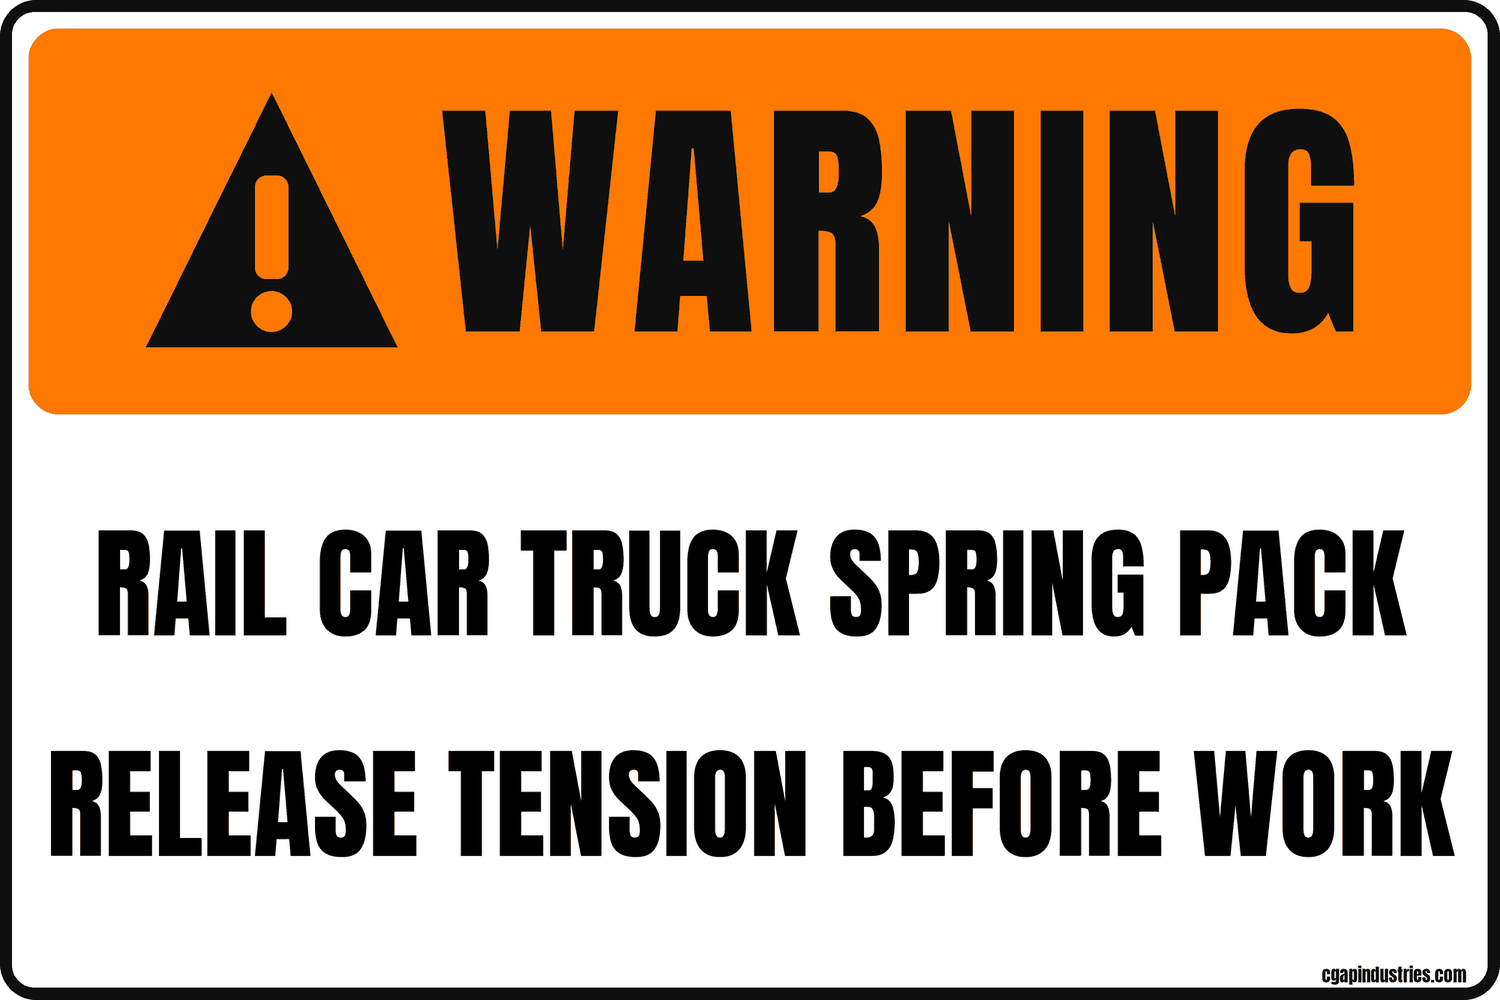 WARNING
RAIL CAR TRUCK SPRING PACK
RELEASE TENSION BEFORE WORK
cgapindustries.com